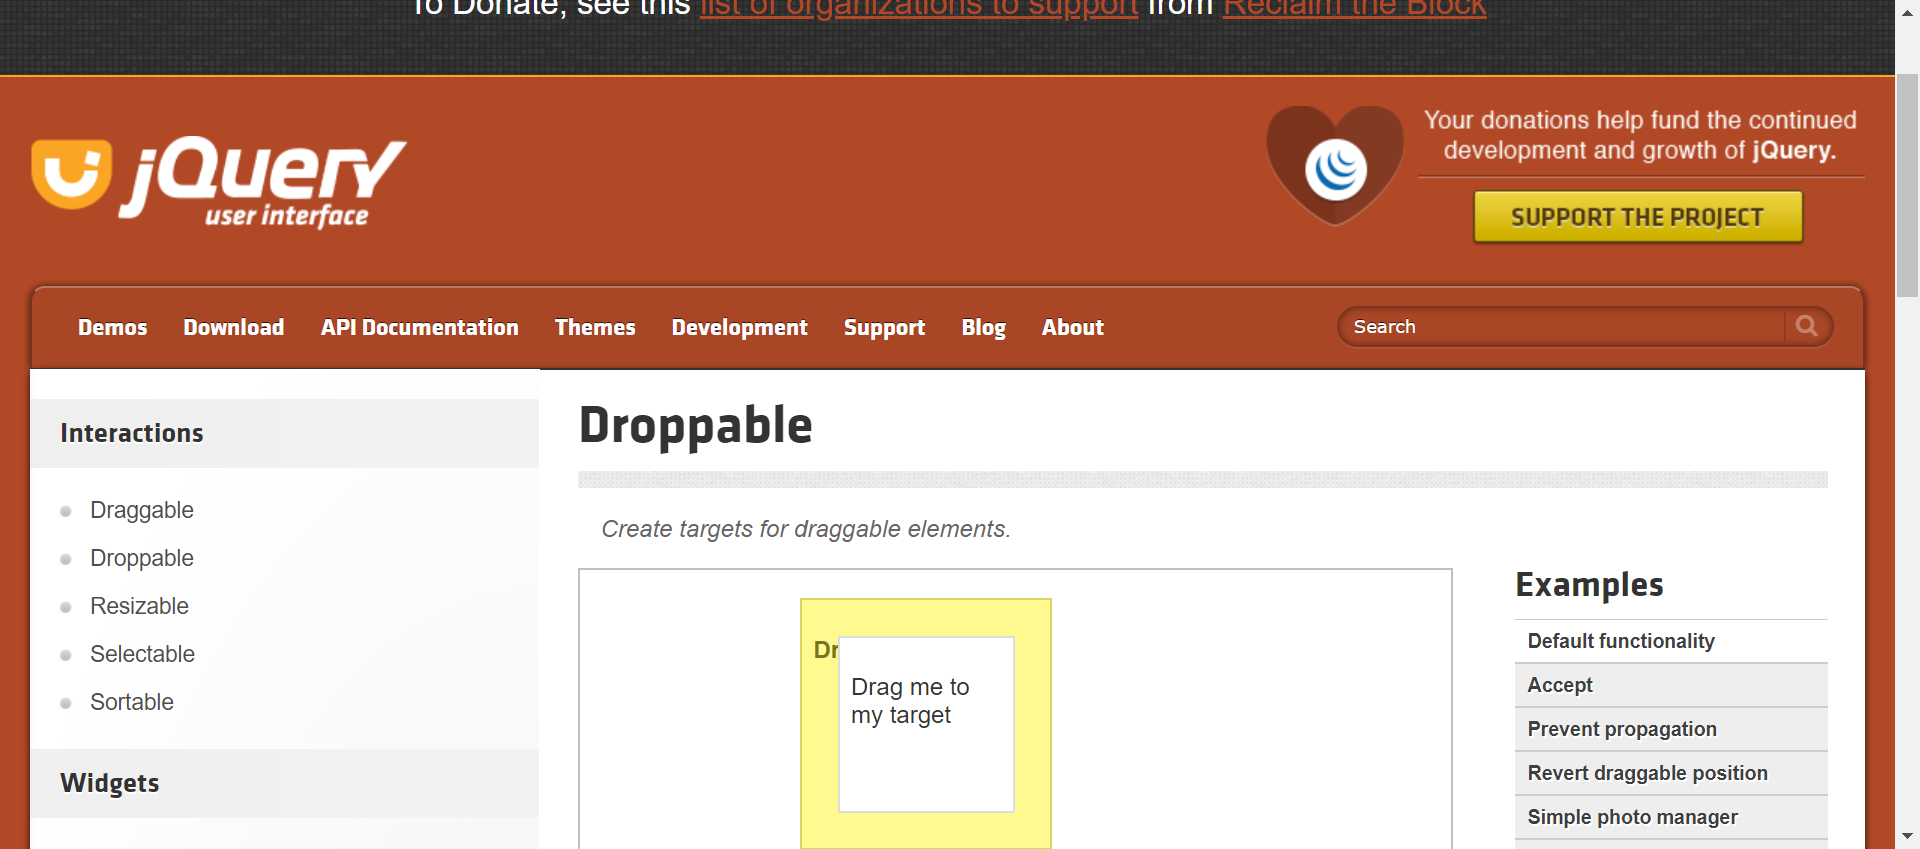 To Donate, see this list of organizations to support from Reclaim the Block
jQuery
user interface
Your donations help fund the continued
development and growth of jQuery.
SUPPORT THE PROJECT
Demos Download API Documentation Themes Development Support Blog About Search
Interactions
Draggable
Droppable
Resizable
Selectable
Sortable
Widgets
Droppable
Create targets for draggable elements.
Dr
Drag me to
my target
Examples
Default functionality
Accept
Prevent propagation
Revert draggable position
Simple photo manager